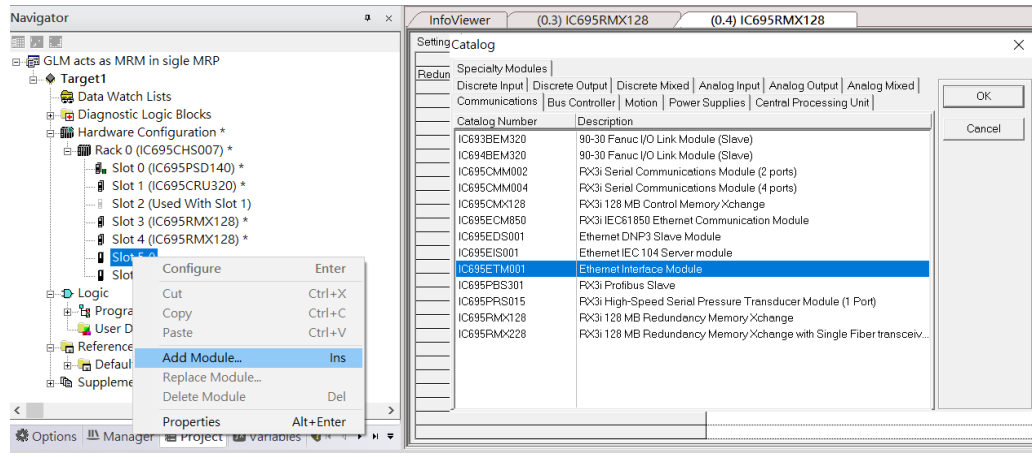 Navigator
GLM acts as MRM in sigle MRP
Target1
Data Watch Lists
Diagnostic Logic Blocks
Hardware Configuration *
Rack 0 (IC695CHS007) *
Slot 0 (IC695PSD140) *
Slot 1 (IC695CRU320) *
Slot 2 (Used With Slot 1)
Slot 3 (IC695RMX128) *
Slot 4 (IC695RMX128) *
Slot
Slot
Logic
Progra
User D
Reference
Defaul
Suppleme
Configure Enter
Cut Ctrl+X
Copy Ctrl+C
Paste Ctrl+V
Add Module... Ins
Replace Module...
Delete Module Del
Properties Alt+Enter
Options Manager Project Variables
InfoViewer (0.3) IC695RMX128 (0.4) IC695RMX128
Setting
Redun
Catalog
Specialty Modules
Discrete Input Discrete Output Discrete Mixed Analog Input Analog Output Analog Mixed
Communications Bus Controller Motion Power Supplies Central Processing Unit
Catalog Number Description
IC693BEM320 90-30 Fanuc I/O Link Module (Slave)
IC694BEM320 90-30 Fanuc I/O Link Module (Slave)
IC695CMM002 RX3i Serial Communications Module (2 ports)
IC695CMM004 RX3i Serial Communications Module (4 ports)
IC695CMX128 RX3i 128 MB Control Memory Xchange
IC695ECM850 RX3i IEC61850 Ethernet Communication Module
IC695EDS001 Ethernet DNP3 Slave Module
IC695EIS001 Ethernet IEC 104 Server module
IC695ETM001 Ethernet Interface Module
IC695PBS301 RX3i Profibus Slave
IC695PRS015 RX3i High-Speed Serial Pressure Transducer Module (1 Port)
IC695RMX128 RX3i 128 MB Redundancy Memory Xchange
IC695RMX228 RX3i 128 MB Redundancy Memory Xchange with Single Fiber transceiv...
OK
Cancel